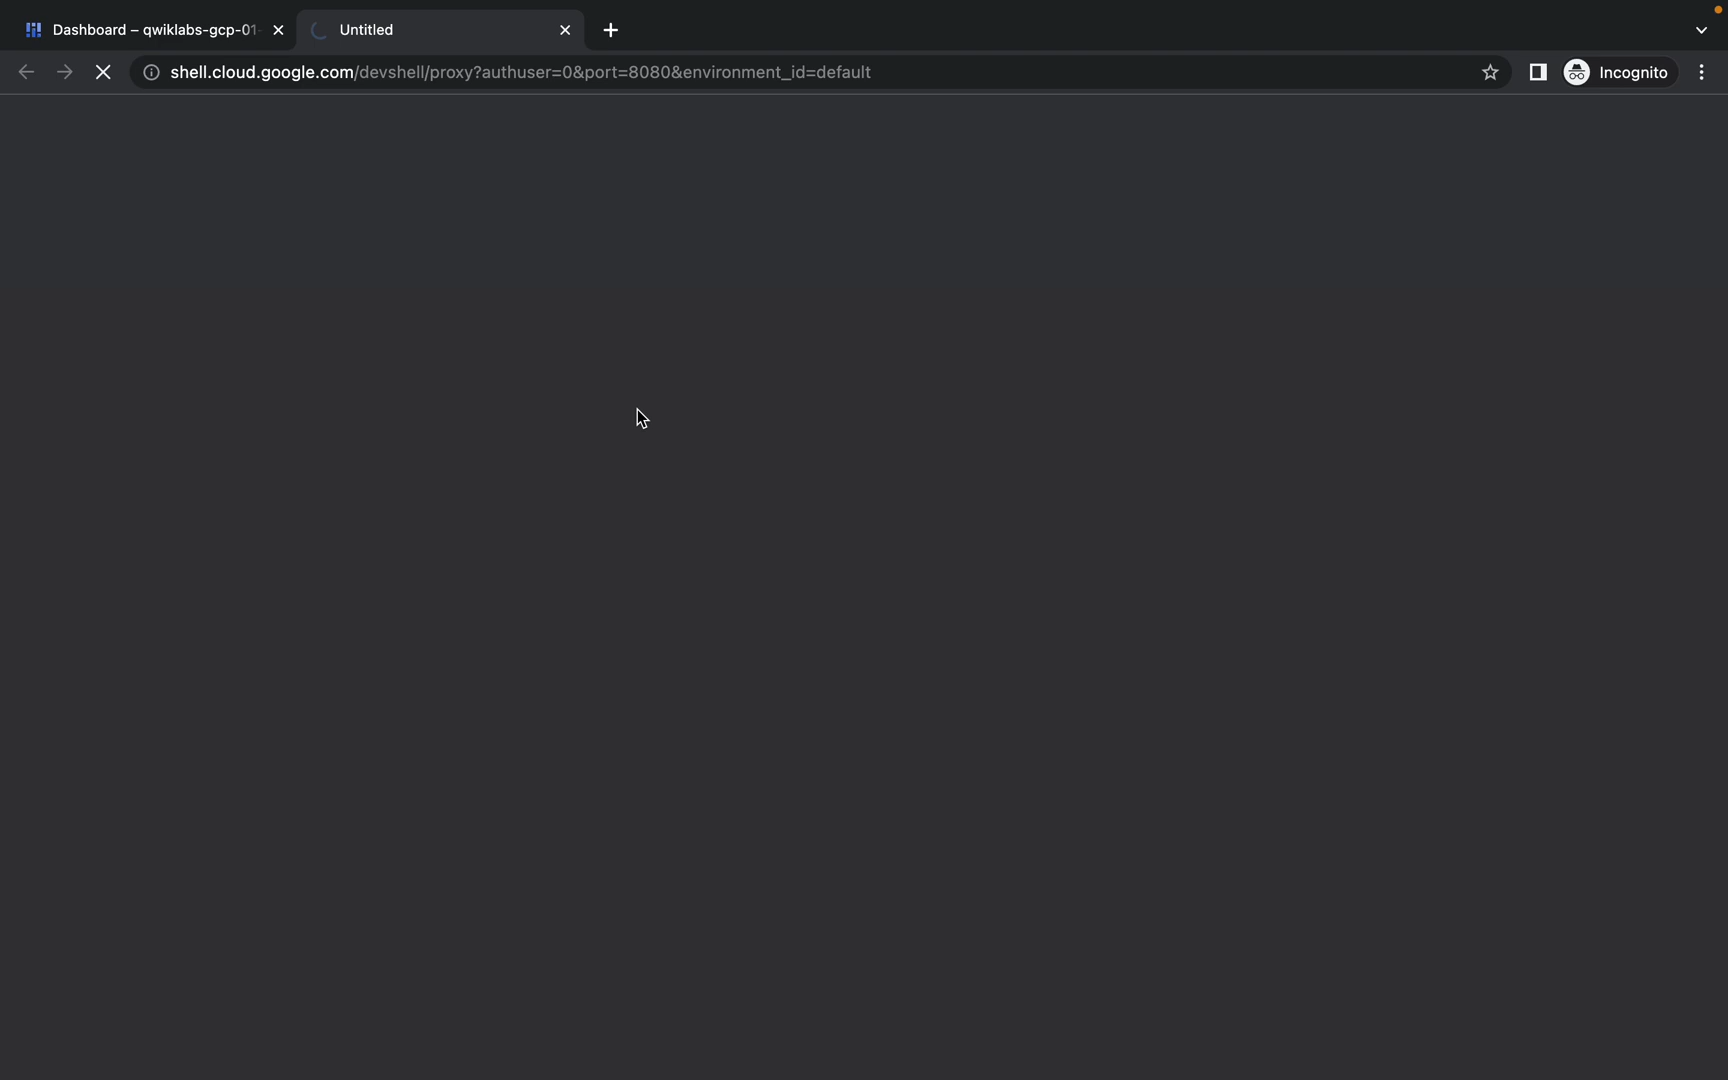 Dashboard – qwiklabs-gcp-01-
Untitled
shell.cloud.google.com/devshell/proxy?authuser=0&port=8080&environment_id=default
Incognito